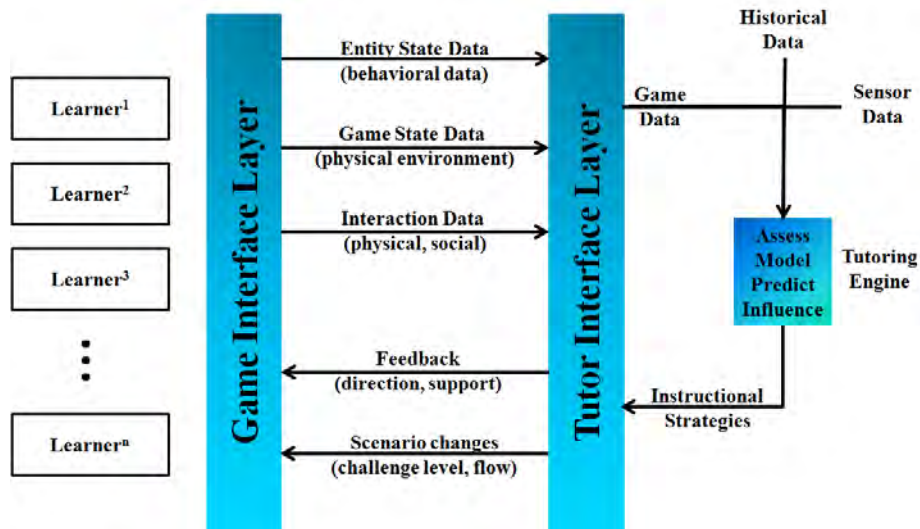 Learner1
Learner2
Learner3
Learnern
Game Interface Layer
Entity State Data
(behavioral data)
Game State Data
(physical environment)
Interaction Data
(physical, social)
Feedback
(direction, support)
Scenario changes
(challenge level, flow)
Tutor Interface Layer
Historical
Data
Game
Data
Sensor
Data
Assess
Model
Predict
Influence
Tutoring
Engine
Instructional
Strategies